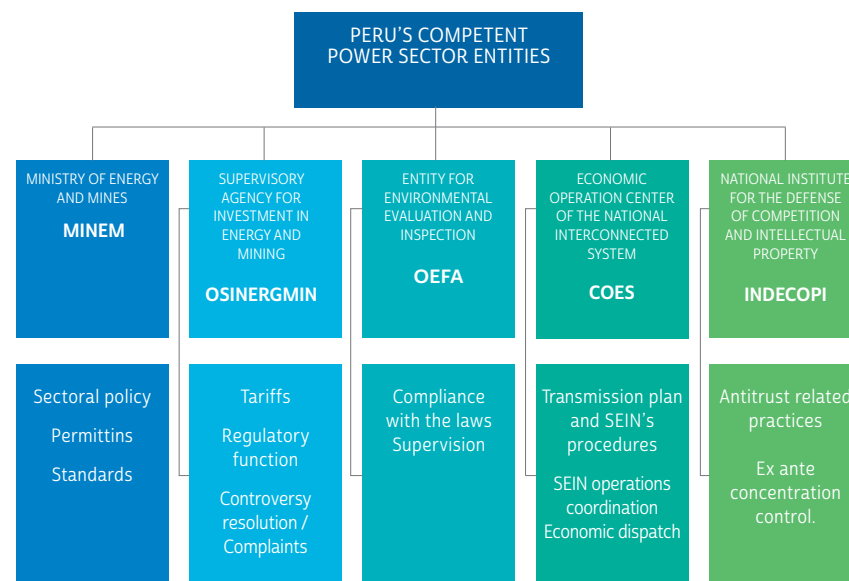 PERU'S COMPETENT
POWER SECTOR ENTITIES
MINISTRY OF ENERGY
AND MINES
MINEM
SUPERVISORY
AGENCY FOR
INVESTMENT IN
ENERGY AND
MINING
OSINERGMIN
ENTITY FOR
ENVIRONMENTAL
EVALUATION AND
INSPECTION
OEFA
ECONOMIC
OPERATION CENTER
OF THE NATIONAL
INTERCONNECTED
SYSTEM
COES
NATIONAL INSTITUTE
FOR THE DEFENSE
OF COMPETITION
AND INTELLECTUAL
PROPERTY
INDECOPI
Sectoral policy
Permittins
Standards
Tariffs
Regulatory
function
Controversy
resolution /
Complaints
Compliance
with the laws
Supervision
Transmission plan
and SEIN's
procedures
SEIN operations
coordination
Economic dispatch
Antitrust related
practices
Ex ante
concentration
control.